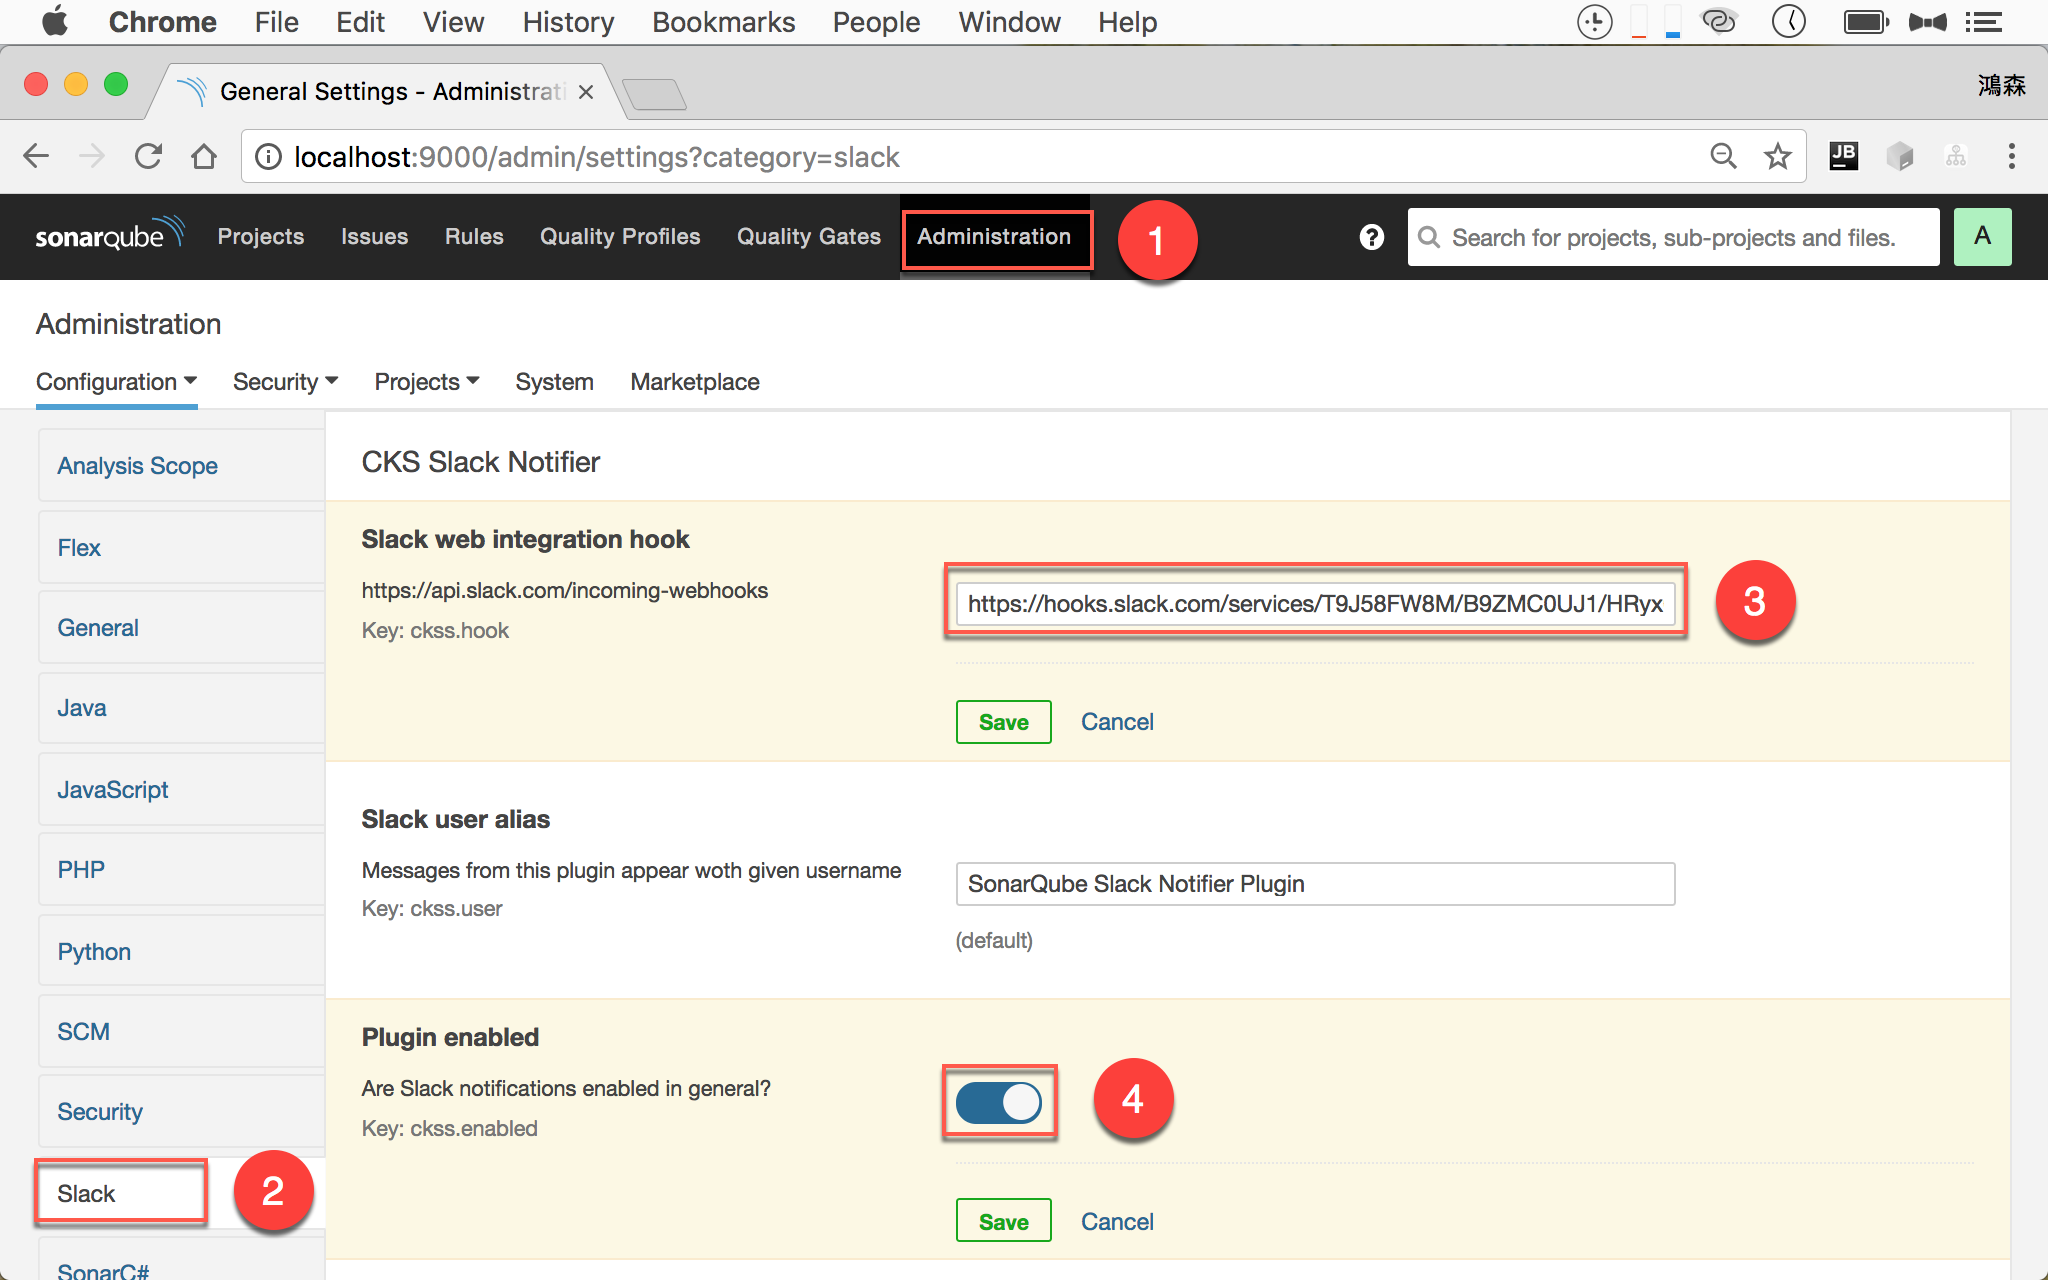 Chrome File Edit View History Bookmarks People Window Help
General Settings - Administrati
鴻森
localhost:9000/admin/settings?category=slack
JB
sonarqube Projects Issues Rules Quality Profiles Quality Gates Administration 1 ? Search for projects, sub-projects and files. A
Administration
Configuration Security Projects System Marketplace
Analysis Scope
Flex
General
Java
JavaScript
PHP
Python
SCM
Security
Slack 2
SonarC#
CKS Slack Notifier
Slack web integration hook
https://api.slack.com/incoming-webhooks
Key: ckss.hook
https://hooks.slack.com/services/T9J58FW8M/B9ZMC0UJ1/HRyx 3
Save Cancel
Slack user alias
Messages from this plugin appear woth given username
Key: ckss.user
SonarQube Slack Notifier Plugin
(default)
Plugin enabled
Are Slack notifications enabled in general?
Key: ckss.enabled
4
Save Cancel